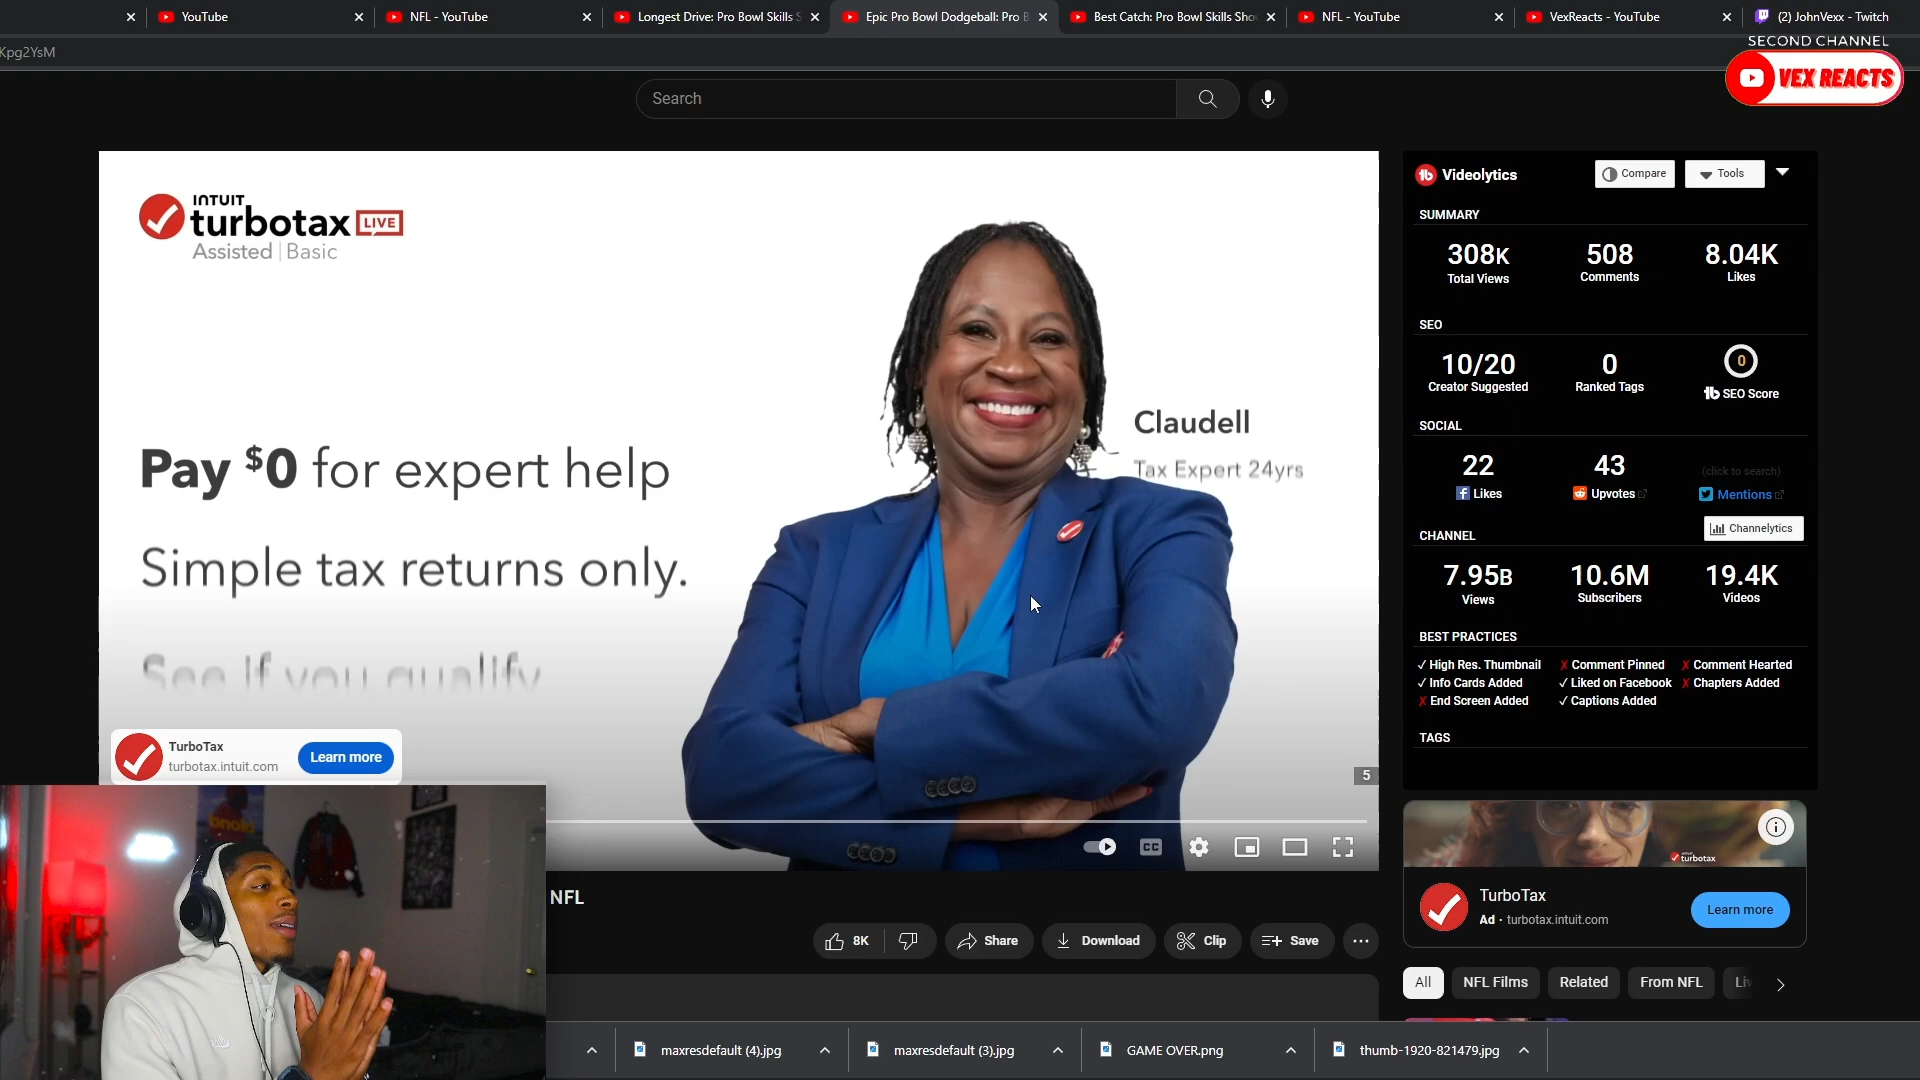 YouTube
NFL - YouTube
Longest Drive: Pro Bowl Skills S
Epic Pro Bowl Dodgeball: Pro B
Best Catch: Pro Bowl Skills Sho
NFL - YouTube
VexReacts - YouTube
(2) JohnVexx - Twitch
Kpg2YsM
SECOND CHANNEL
VEX REACTS
Search
INTUIT
turbotax LIVE
Assisted | Basic
Pay $0 for expert help
Simple tax returns only.
See if you qualify
Claudell
Tax Expert 24yrs
TurboTax
turbotax.intuit.com
Learn more
5
CC
NFL
8K
Share
Download
Clip
Save
Videolytics
Compare
Tools
SUMMARY
308K 508 8.04K
Total Views Comments Likes
SEO
10/20 0 0
Creator Suggested Ranked Tags tb SEO Score
SOCIAL
22 43 (click to search)
Likes Upvotes Mentions
CHANNEL
Channelytics
7.95B 10.6M 19.4K
Views Subscribers Videos
BEST PRACTICES
✓ High Res. Thumbnail ✗ Comment Pinned ✗ Comment Hearted
✓ Info Cards Added ✓ Liked on Facebook ✗ Chapters Added
✗ End Screen Added ✓ Captions Added
TAGS
turbotax
TurboTax
Ad · turbotax.intuit.com
Learn more
All
NFL Films
Related
From NFL
Liv
maxresdefault (4).jpg
maxresdefault (3).jpg
GAME OVER.png
thumb-1920-821479.jpg